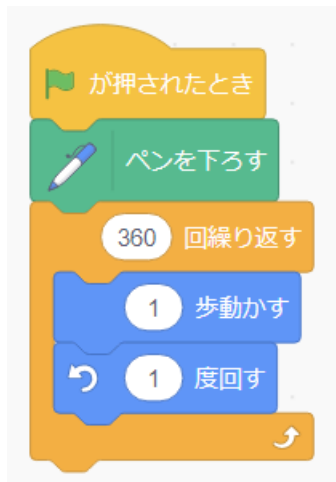 が押されたとき
ペンを下ろす
360 回繰り返す
1 歩動かす
1 度回す